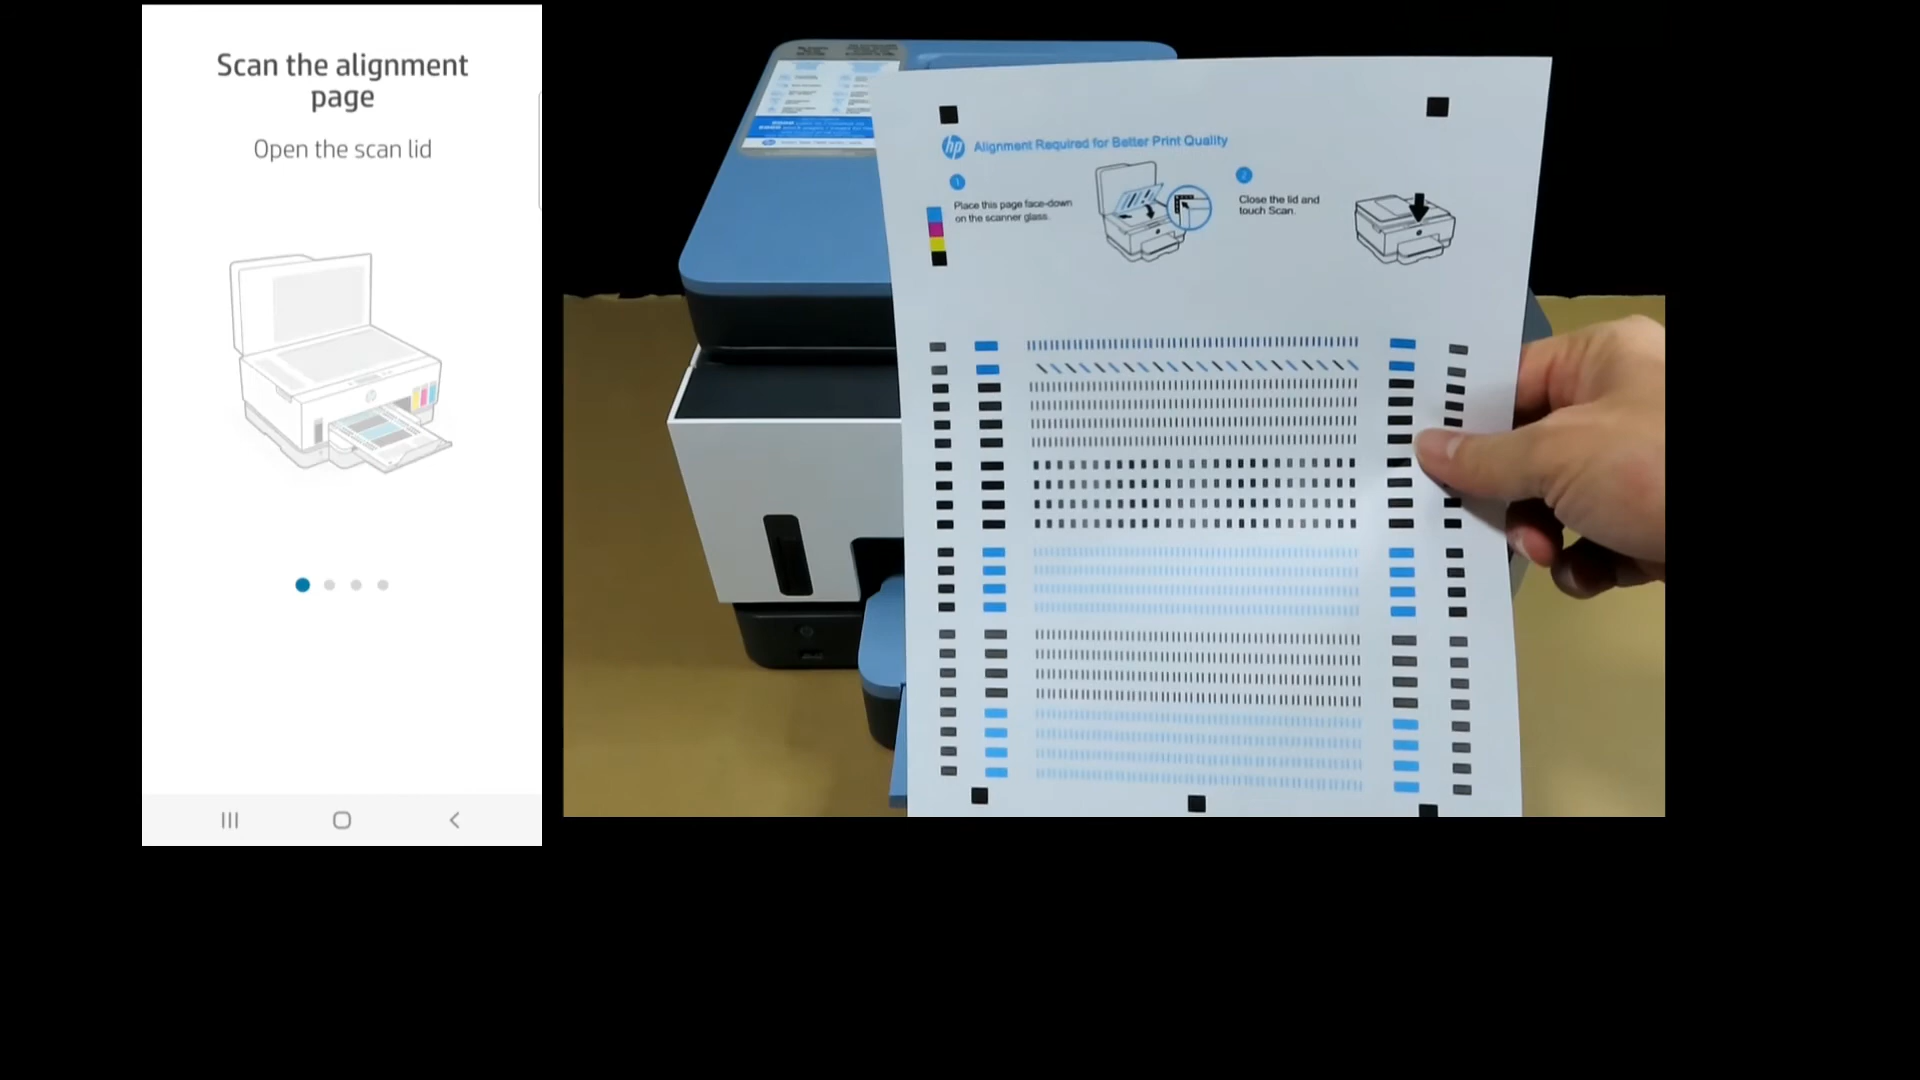 Scan the alignment
page
Open the scan lid
hp Alignment Required for Better Print Quality
1
Place this page face-down
on the scanner glass.
2
Close the lid and
touch Scan.